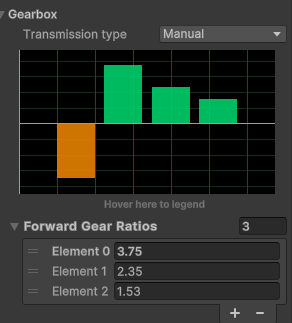 Gearbox
Transmission type Manual
Hover here to legend
Forward Gear Ratios 3
Element 0 3.75
Element 1 2.35
Element 2 1.53
+ −